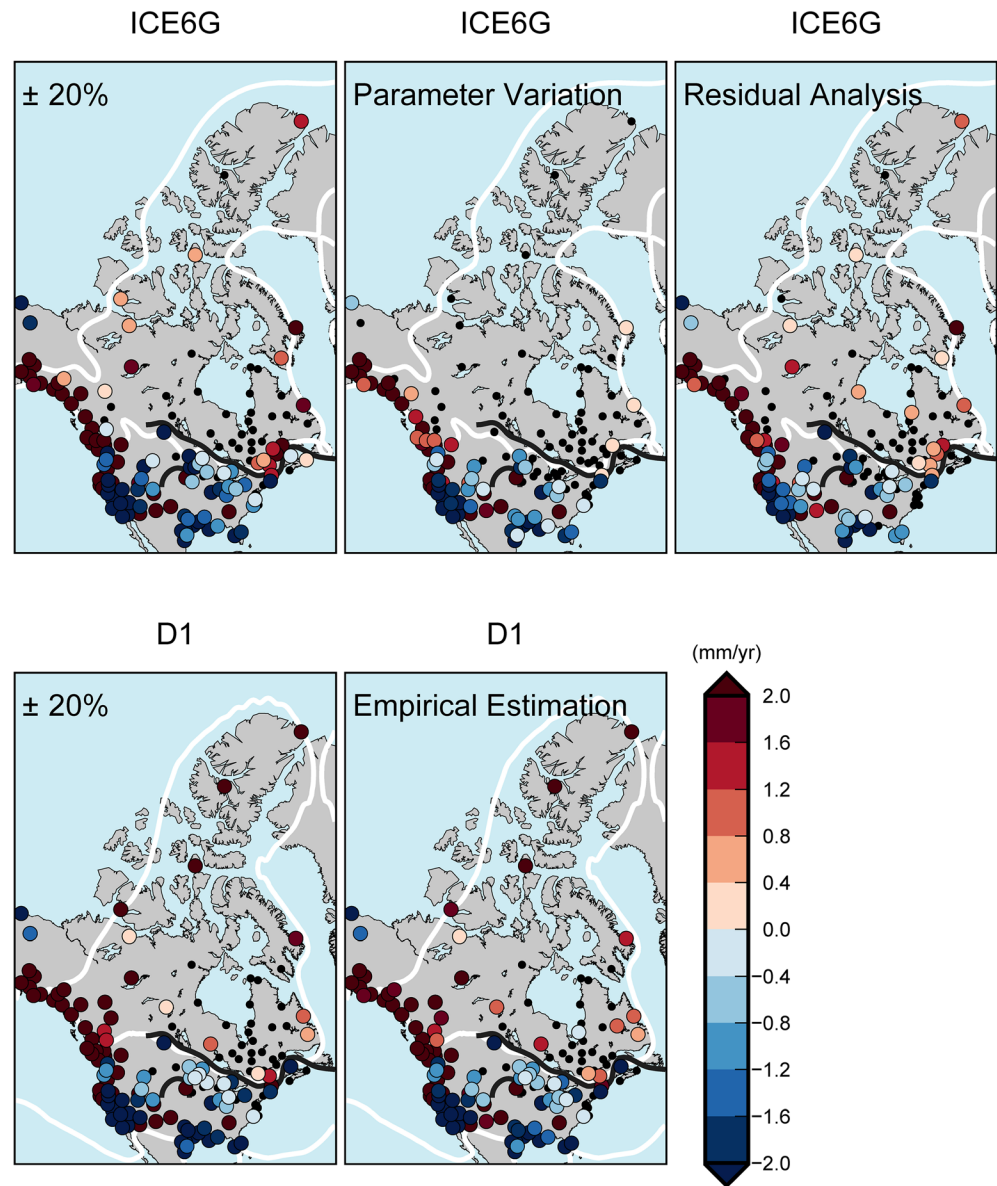 ICE6G
ICE6G
ICE6G
± 20%
Parameter Variation
Residual Analysis
D1
D1
(mm/yr)
± 20%
Empirical Estimation
2.0
1.6
1.2
0.8
0.4
0.0
−0.4
−0.8
−1.2
−1.6
−2.0